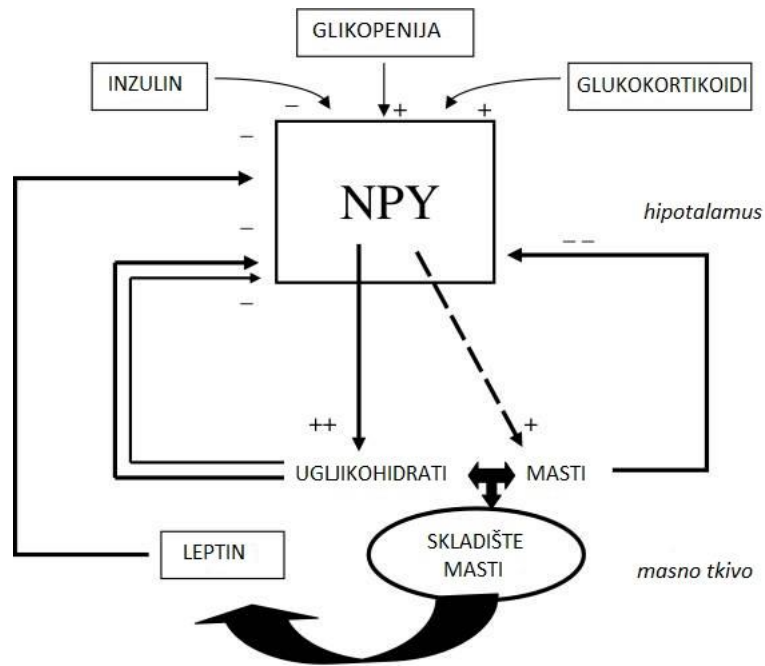 GLIKOPENIJA
INZULIN
GLUKOKORTIKOIDI
− + +
−
NPY
hipotalamus
−
− −
−
++ +
UGLJIKOHIDRATI MASTI
LEPTIN
SKLADIŠTE
MASTI
masno tkivo